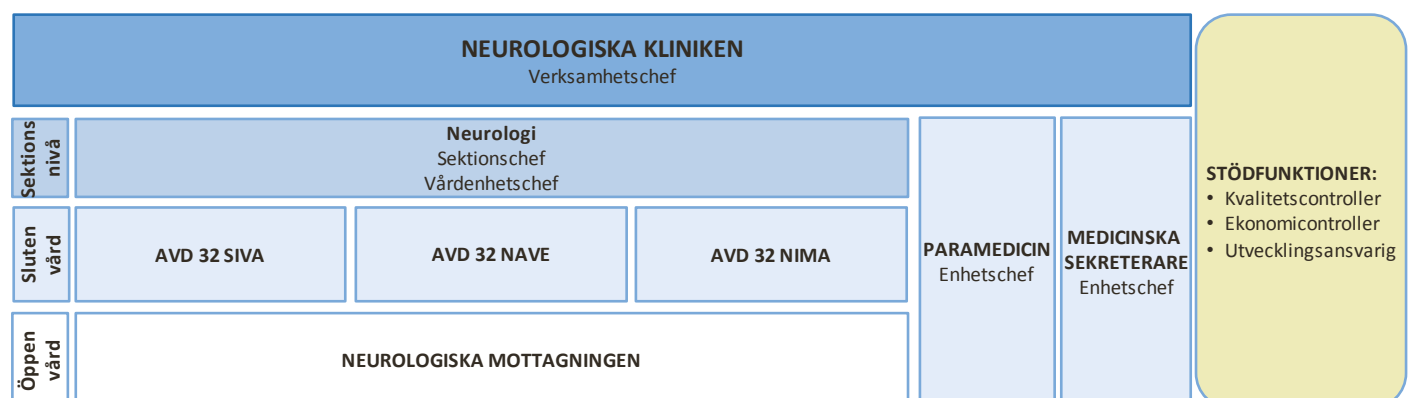 NEUROLOGISKA KLINIKEN
Verksamhetschef
Sektions
nivå
Neurologi
Sektionschef
Vårdenhetschef
Sluten
vård
AVD 32 SIVA
AVD 32 NAVE
AVD 32 NIMA
Öppen
vård
NEUROLOGISKA MOTTAGNINGEN
PARAMEDICIN
Enhetschef
MEDICINSKA
SEKRETERARE
Enhetschef
STÖDFUNKTIONER:
• Kvalitetscontroller
• Ekonomicontroller
• Utvecklingsansvarig